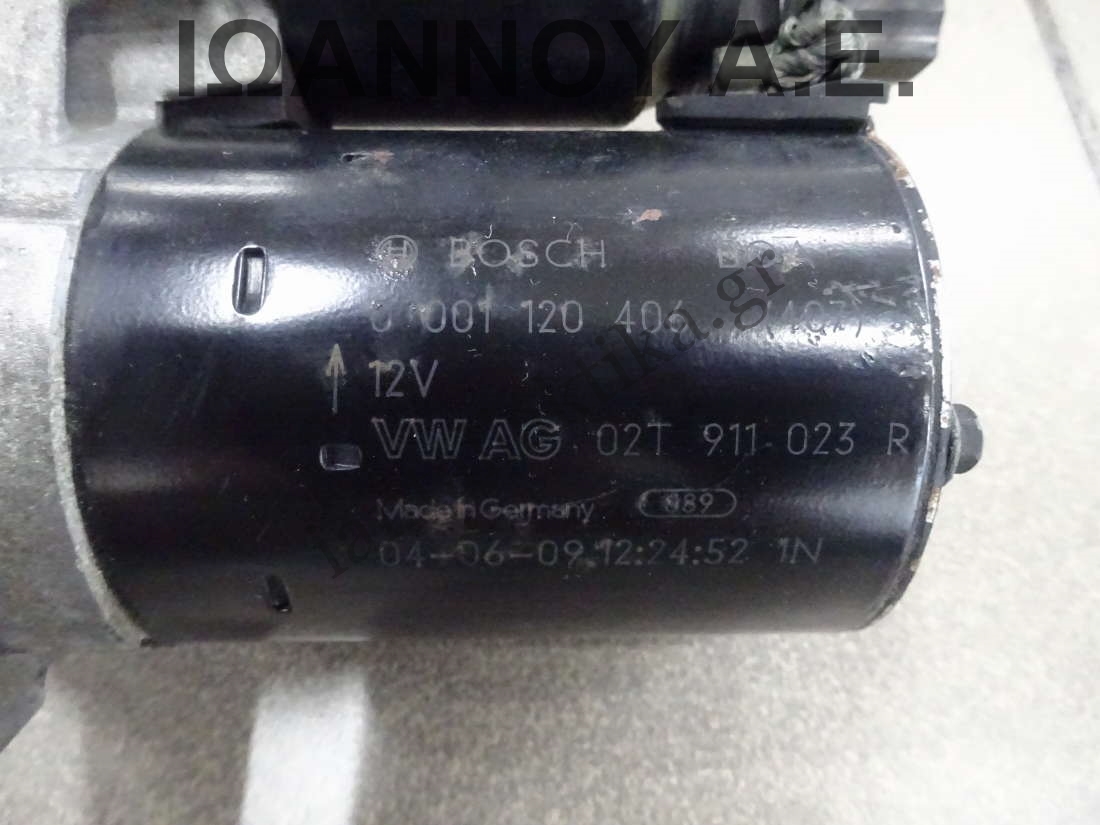 ΙΩΑΝΝΟΥ Α.Ε.
BOSCH
001 120 406
12V
VW AG 02T 911 023 R
Made in Germany 989
04-06-09 12:24:52 1N